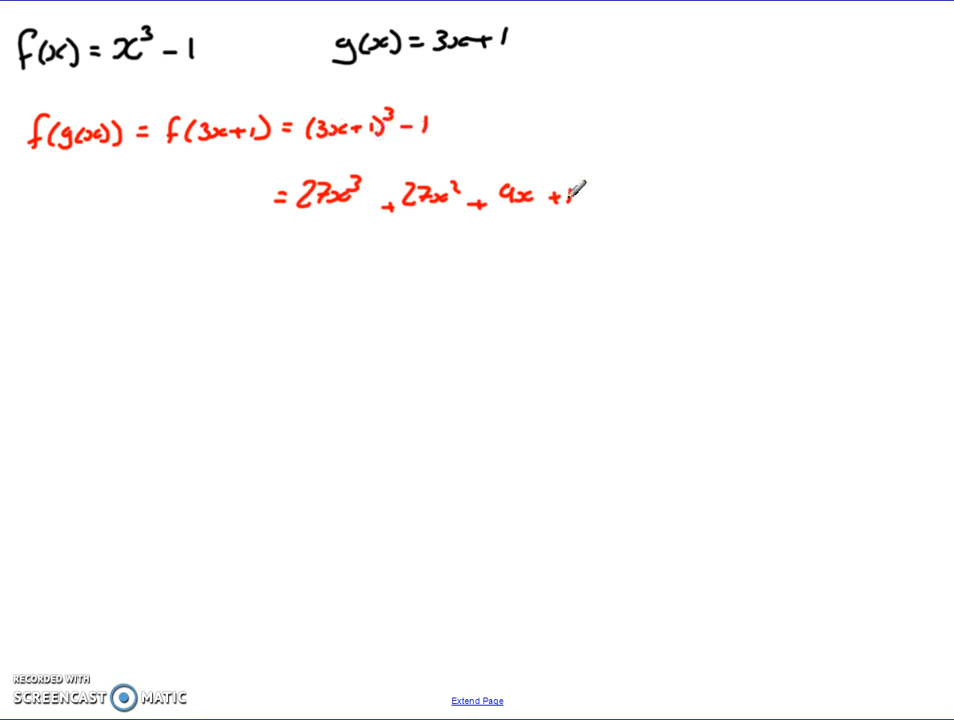 f(x) = x³ - 1
g(x) = 3x+1
f(g(x)) = f(3x+1) = (3x+1)³ - 1
= 27x³ + 27x² + 9x +
RECORDED WITH
SCREENCAST MATIC
Extend Page